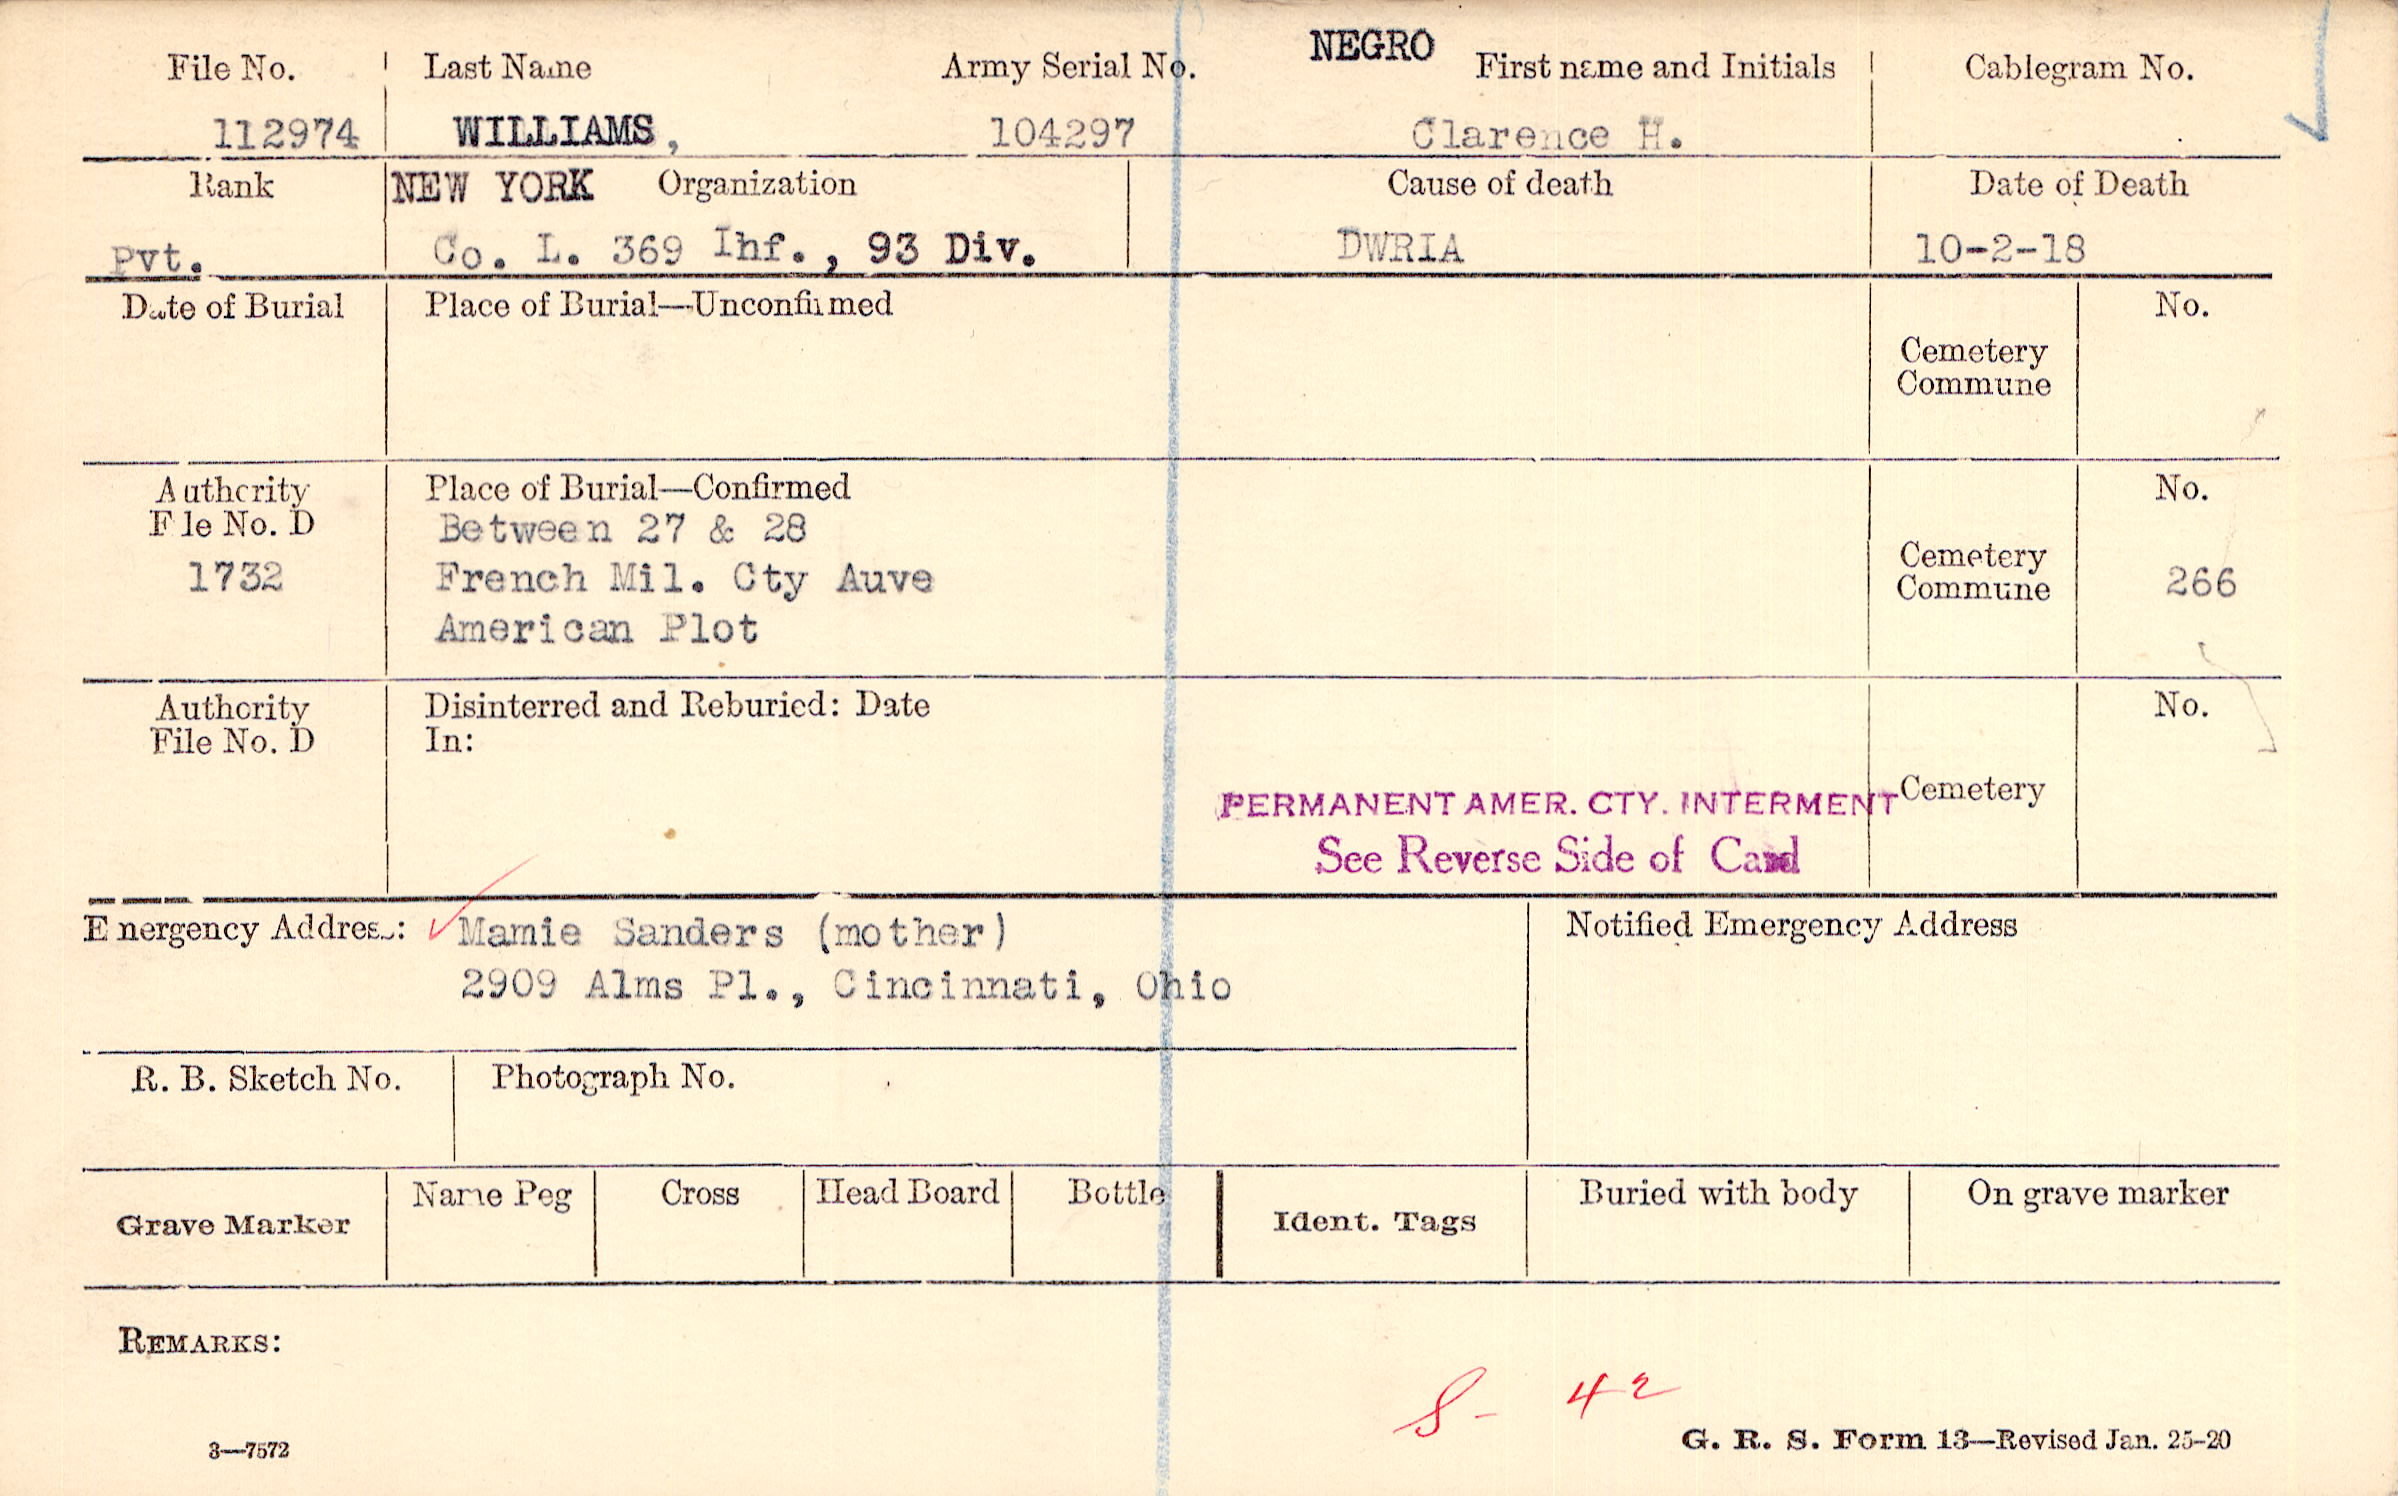 NEGRO
File No. Last Name Army Serial No. First name and Initials Cablegram No.
112974 WILLIAMS, 104297 Clarence H.
Rank NEW YORK Organization Cause of death Date of Death
Pvt. Co. L. 369 Ihf., 93 Div. DWRIA 10-2-18
Date of Burial Place of Burial—Unconfirmed No.
Cemetery
Commune
Authority Place of Burial—Confirmed No.
File No. D Between 27 & 28
1732 French Mil. Cty Auve Cemetery
Commune 266
American Plot
Authority Disinterred and Reburied: Date No.
File No. D In:
PERMANENT AMER. CTY. INTERMENT Cemetery
See Reverse Side of Card
Emergency Address: Mamie Sanders (mother) Notified Emergency Address
2909 Alms Pl., Cincinnati, Ohio
R. B. Sketch No. Photograph No.
Grave Marker Name Peg Cross Head Board Bottle Ident. Tags Buried with body On grave marker
REMARKS:
S- 42
3—7572 G. R. S. Form 13—Revised Jan. 25-20